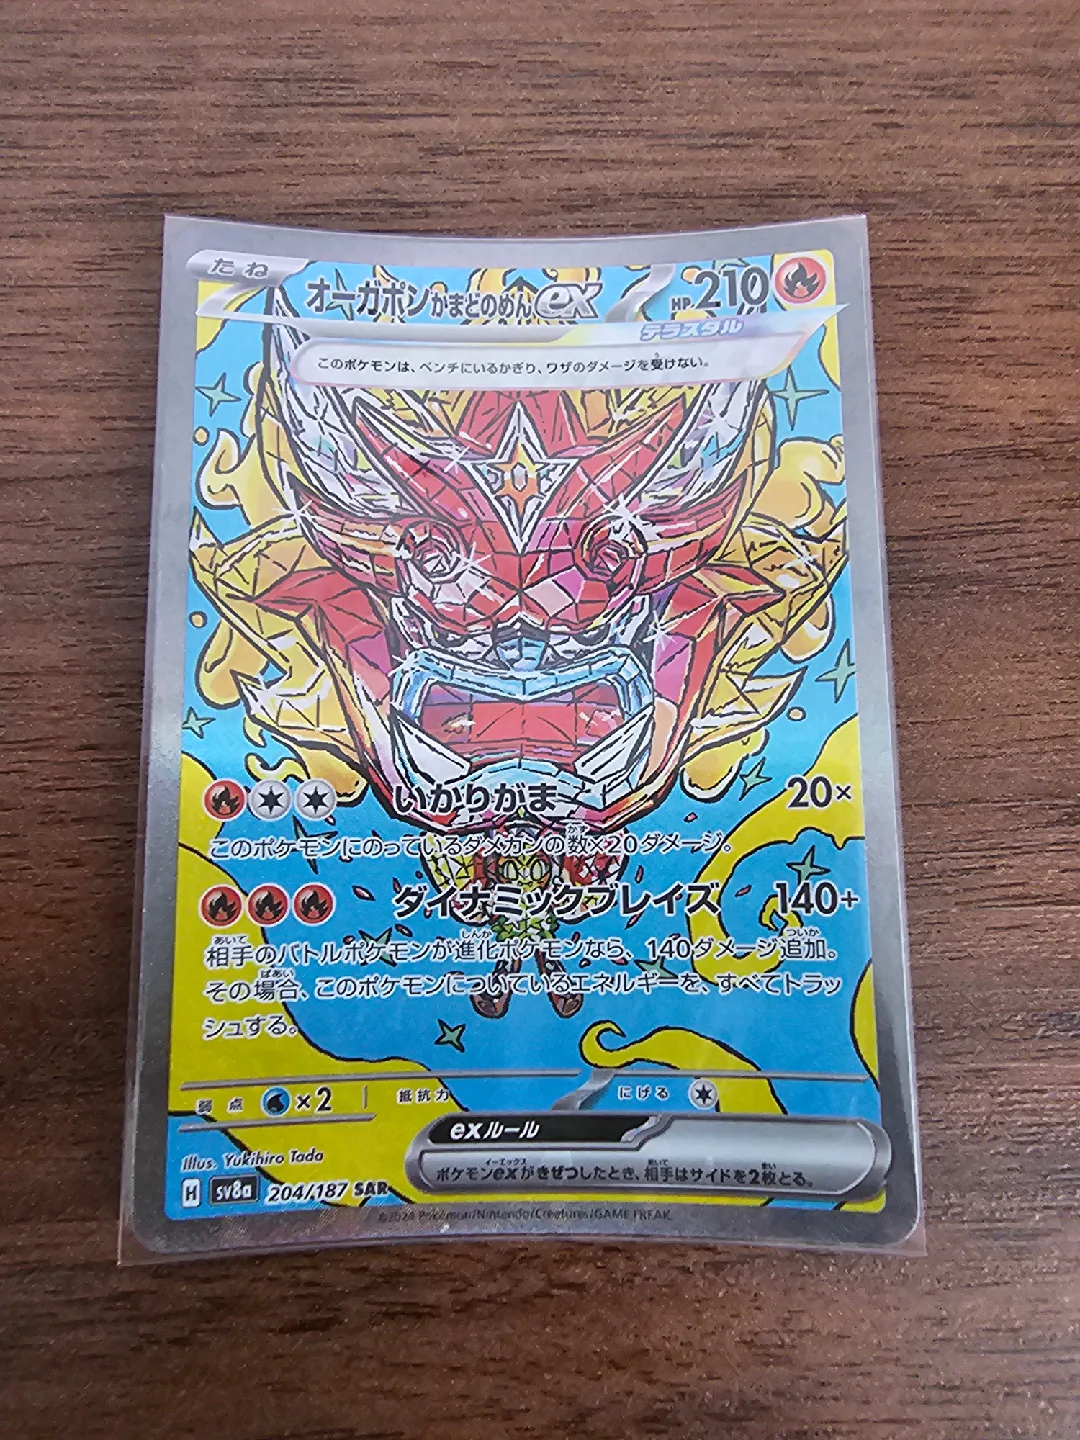 たね
オーガポン かまどのめんex HP 210
テラスタル
このポケモンは、ベンチにいるかぎり、ワザのダメージを受けない。
いかりがま 20×
このポケモンにのっているダメカンの数×20ダメージ。
ダイナミックブレイズ 140+
相手のバトルポケモンが進化ポケモンなら、140ダメージ追加。
その場合、このポケモンについているエネルギーを、すべてトラッ
シュする。
弱点 ×2 抵抗力 にげる
exルール
ポケモンexがきぜつしたとき、相手はサイドを2枚とる。
Illus. Yukihiro Tada
H SV8a 204/187 SAR
©2024 Pokémon/Nintendo/Creatures/GAME FREAK.